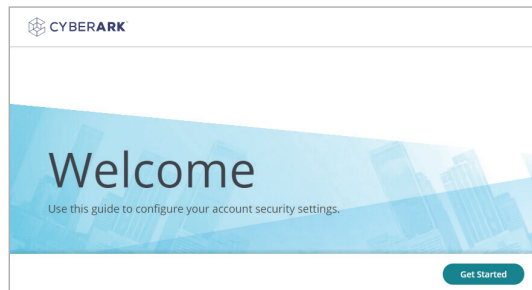 CYBERARK
Welcome
Use this guide to configure your account security settings.
Get Started